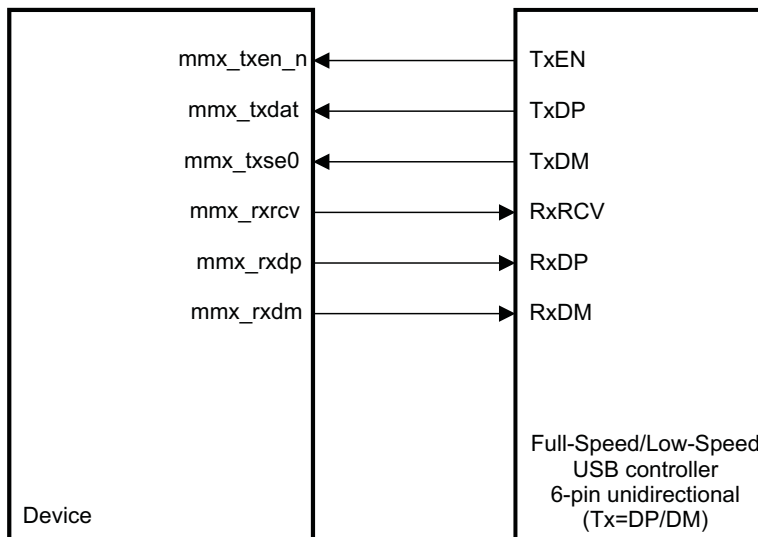 mmx_txen_n TxEN
mmx_txdat TxDP
mmx_txse0 TxDM
mmx_rxrcv RxRCV
mmx_rxdp RxDP
mmx_rxdm RxDM
Full-Speed/Low-Speed
USB controller
6-pin unidirectional
(Tx=DP/DM)
Device